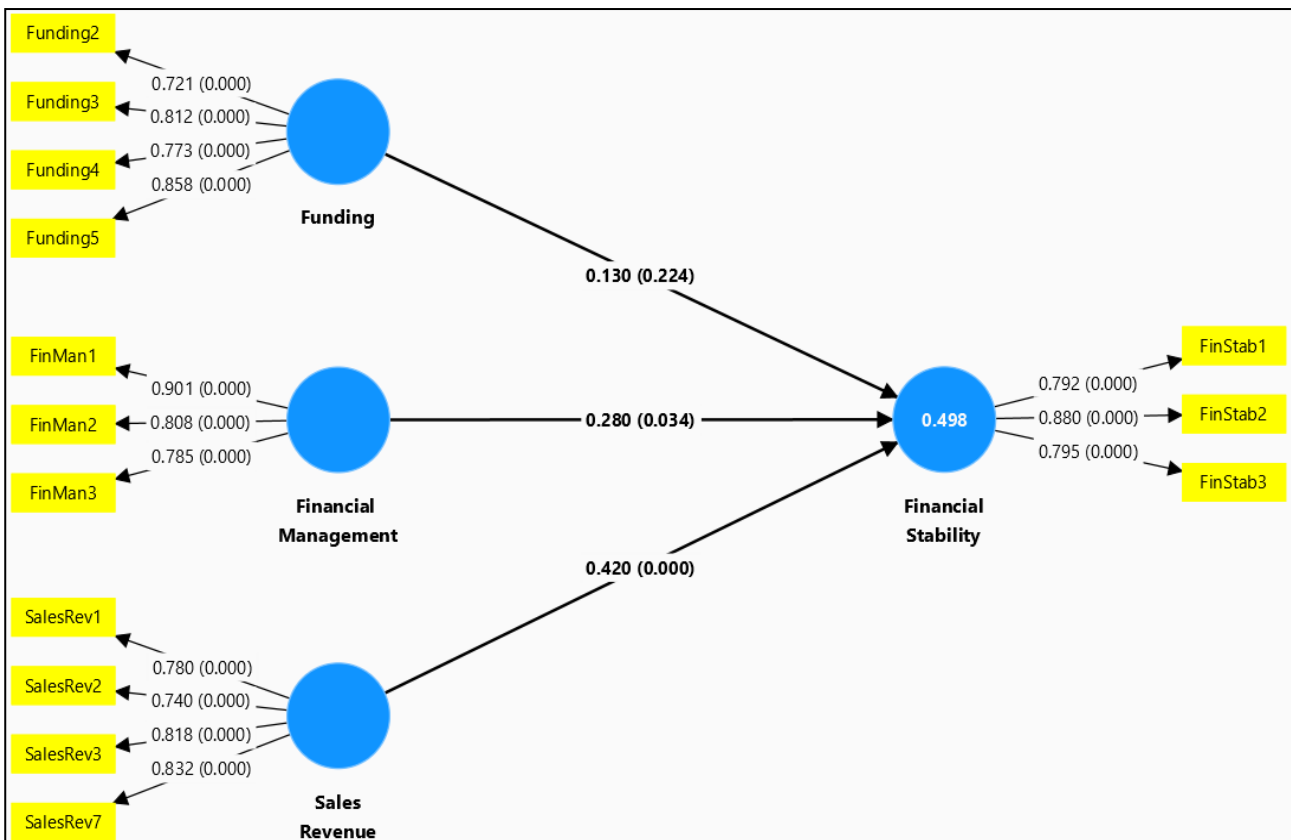 Funding2
0.721 (0.000)
Funding3
0.812 (0.000)
Funding4
0.773 (0.000)
0.858 (0.000)
Funding5
Funding
0.130 (0.224)
FinMan1
0.901 (0.000)
FinMan2
0.808 (0.000)
0.785 (0.000)
FinMan3
Financial
Management
0.280 (0.034)
0.498
Financial
Stability
FinStab1
0.792 (0.000)
FinStab2
0.880 (0.000)
0.795 (0.000)
FinStab3
0.420 (0.000)
SalesRev1
0.780 (0.000)
SalesRev2
0.740 (0.000)
SalesRev3
0.818 (0.000)
0.832 (0.000)
SalesRev7
Sales
Revenue